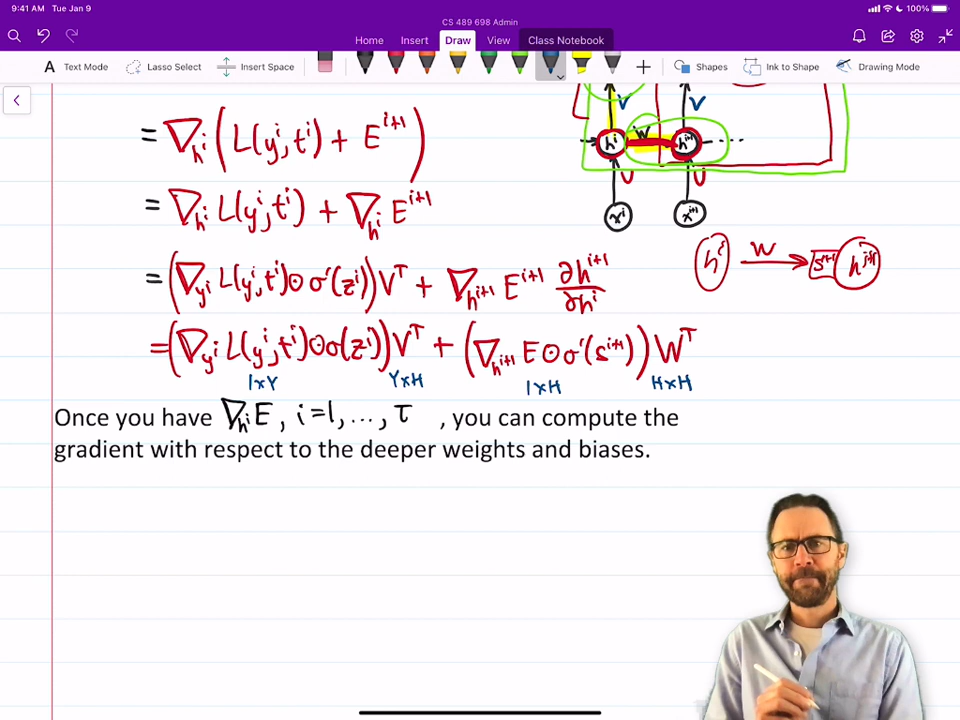 9:41 AM Tue Jan 9
100%
CS 489 698 Admin
Home Insert Draw View Class Notebook
Text Mode Lasso Select Insert Space Shapes Ink to Shape Drawing Mode
= ∇hⁱ (L(yⁱ, tⁱ) + Eⁱ⁺¹)
= ∇hⁱ L(yⁱ, tⁱ) + ∇hⁱ Eⁱ⁺¹
= (∇yⁱ L(yⁱ, tⁱ) ⊙ σ'(zⁱ)) Vᵀ + ∇hⁱ⁺¹ Eⁱ⁺¹ ∂hⁱ⁺¹/∂hⁱ
= (∇yⁱ L(yⁱ, tⁱ) ⊙ σ'(zⁱ)) Vᵀ + (∇hⁱ⁺¹ E ⊙ σ'(sⁱ⁺¹)) Wᵀ
1×Y Y×H 1×H H×H
V V
hⁱ W hⁱ⁺¹ ...
U U
xⁱ xⁱ⁺¹
hⁱ W sⁱ⁺¹ hⁱ⁺¹
Once you have ∇hⁱ E, i=1, ..., τ , you can compute the
gradient with respect to the deeper weights and biases.